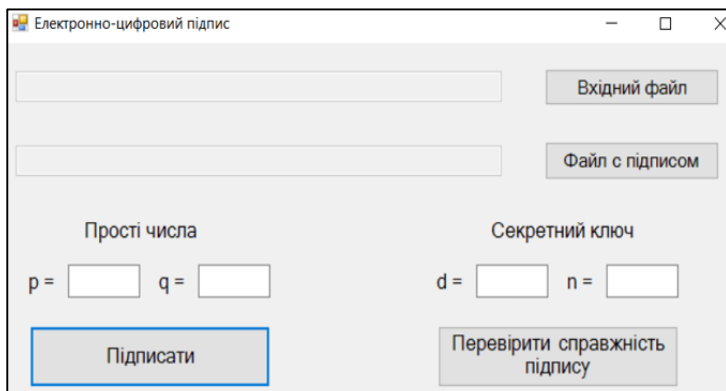 Електронно-цифровий підпис
Вхідний файл
Файл с підписом
Прості числа
Секретний ключ
p =
q =
d =
n =
Підписати
Перевірити справжність
підпису